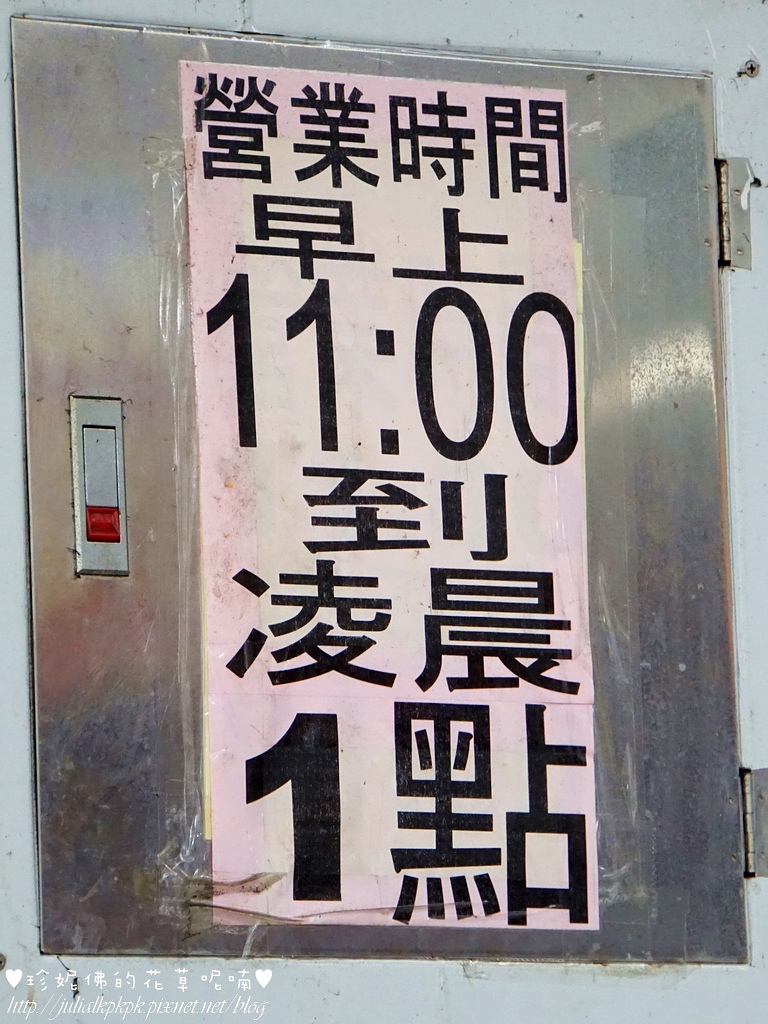 營業時間
早上
11:00
到
凌晨
1點
♥珍妮佛的花草呢喃♥
http://julialkpkpk.pixnet.net/blog